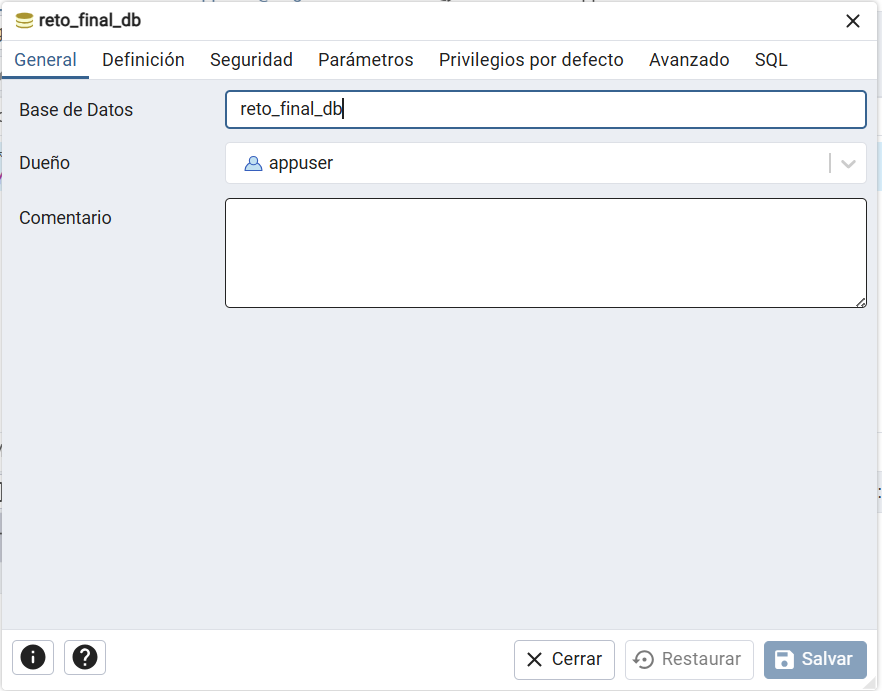 reto_final_db
General Definición Seguridad Parámetros Privilegios por defecto Avanzado SQL
Base de Datos reto_final_db
Dueño appuser
Comentario
Cerrar Restaurar Salvar